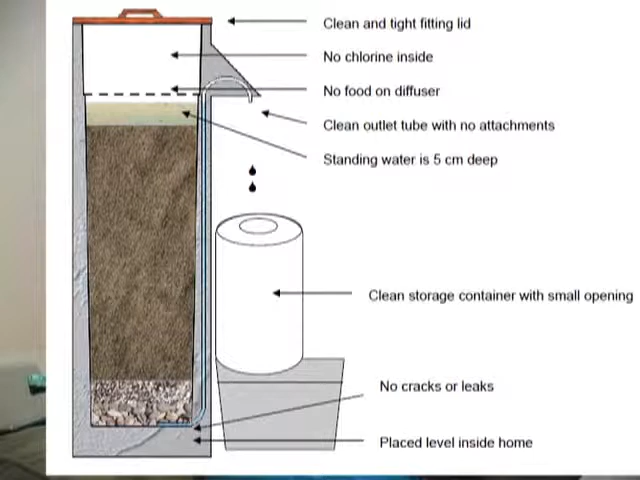 Clean and tight fitting lid
No chlorine inside
No food on diffuser
Clean outlet tube with no attachments
Standing water is 5 cm deep
Clean storage container with small opening
No cracks or leaks
Placed level inside home